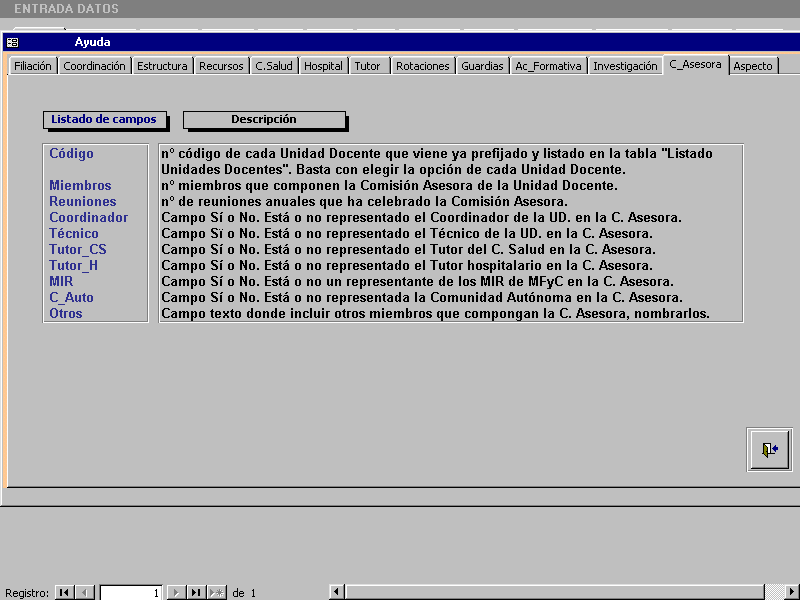 ENTRADA DATOS
Ayuda
Filiación Coordinación Estructura Recursos C.Salud Hospital Tutor Rotaciones Guardias Ac_Formativa Investigación C_Asesora Aspecto
Listado de campos Descripción
Código nº código de cada Unidad Docente que viene ya prefijado y listado en la tabla "Listado
Unidades Docentes". Basta con elegir la opción de cada Unidad Docente.
Miembros nº miembros que componen la Comisión Asesora de la Unidad Docente.
Reuniones nº de reuniones anuales que ha celebrado la Comisión Asesora.
Coordinador Campo Sí o No. Está o no representado el Coordinador de la UD. en la C. Asesora.
Técnico Campo Sï o No. Está o no representado el Técnico de la UD. en la C. Asesora.
Tutor_CS Campo Sí o No. Está o no representado el Tutor del C. Salud en la C. Asesora.
Tutor_H Campo Sí o No. Está o no representado el Tutor hospitalario en la C. Asesora.
MIR Campo Sí o No. Está o no un representante de los MIR de MFyC en la C. Asesora.
C_Auto Campo Sí o No. Está o no representada la Comunidad Autónoma en la C. Asesora.
Otros Campo texto donde incluir otros miembros que compongan la C. Asesora, nombrarlos.
Registro: 1 de 1